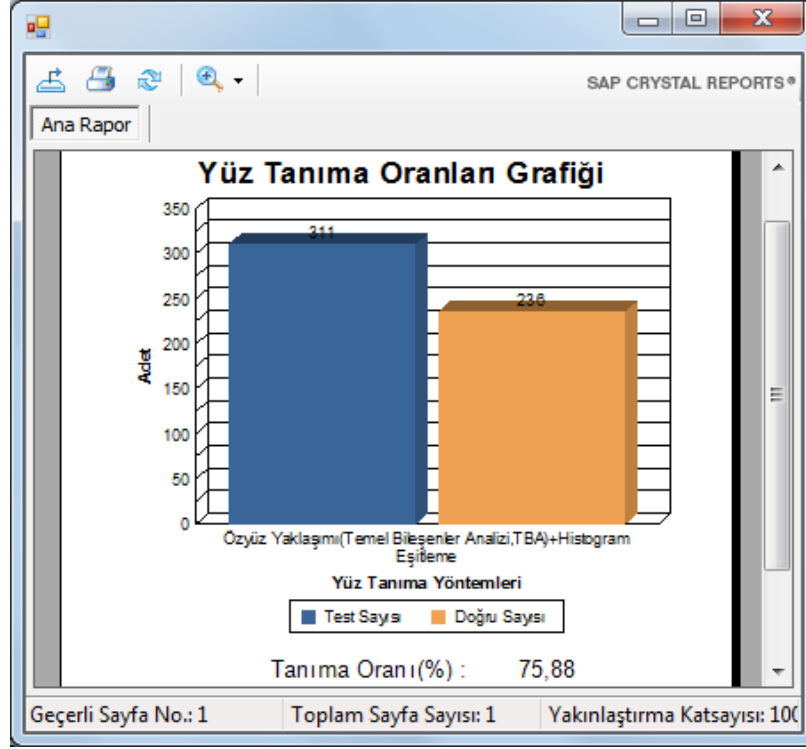 SAP CRYSTAL REPORTS®
Ana Rapor
Yüz Tanıma Oranları Grafiği
350
311
300
236
250
200
Adet
150
100
50
0
Özyüz Yaklaşımı(Temel Bileşenler Analizi,TBA)+Histogram
Eşitleme
Yüz Tanıma Yöntemleri
Test Sayısı Doğru Sayısı
Tanıma Oranı(%) : 75,88
Geçerli Sayfa No.: 1 Toplam Sayfa Sayısı: 1 Yakınlaştırma Katsayısı: 100